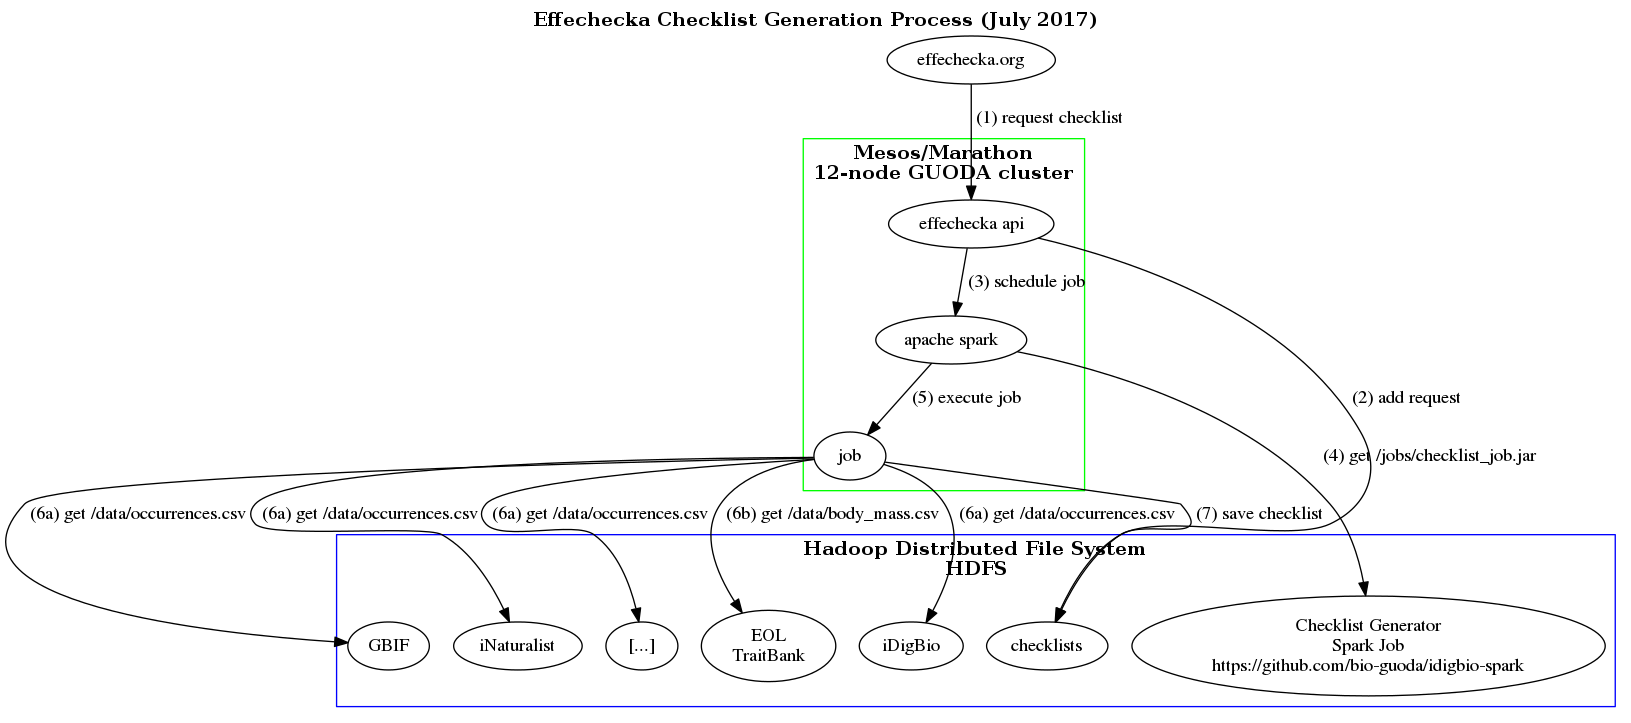 Effechecka Checklist Generation Process (July 2017)
effechecka.org
(1) request checklist
Mesos/Marathon
12-node GUODA cluster
effechecka api
(3) schedule job
apache spark
(5) execute job
(2) add request
job
(4) get /jobs/checklist_job.jar
(6a) get /data/occurrences.csv
(6a) get /data/occurrences.csv
(6a) get /data/occurrences.csv
(6b) get /data/body_mass.csv
(6a) get /data/occurrences.csv
(7) save checklist
Hadoop Distributed File System
HDFS
GBIF
iNaturalist
[...]
EOL
TraitBank
iDigBio
checklists
Checklist Generator
Spark Job
https://github.com/bio-guoda/idigbio-spark